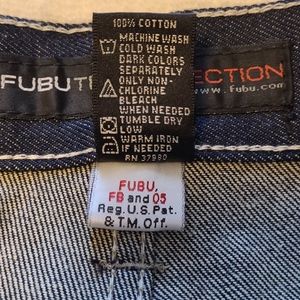 100% COTTON
MACHINE WASH
COLD WASH
DARK COLORS
SEPARATELY
ONLY NON-
CHLORINE
BLEACH
WHEN NEEDED
TUMBLE DRY
LOW
WARM IRON
IF NEEDED
RN 37980
FUBUT
ECTION
www.fubu.com
FUBU,
FB and 05
Reg. U.S. Pat.
& T.M. Off.